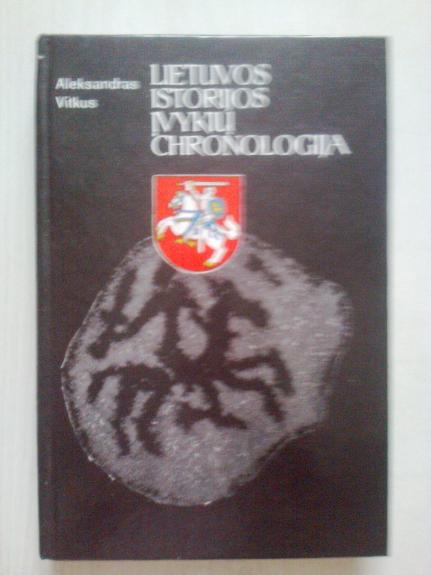 Aleksandras
Vitkus
LIETUVOS
ISTORIJOS
ĮVYKIŲ
CHRONOLOGIJA